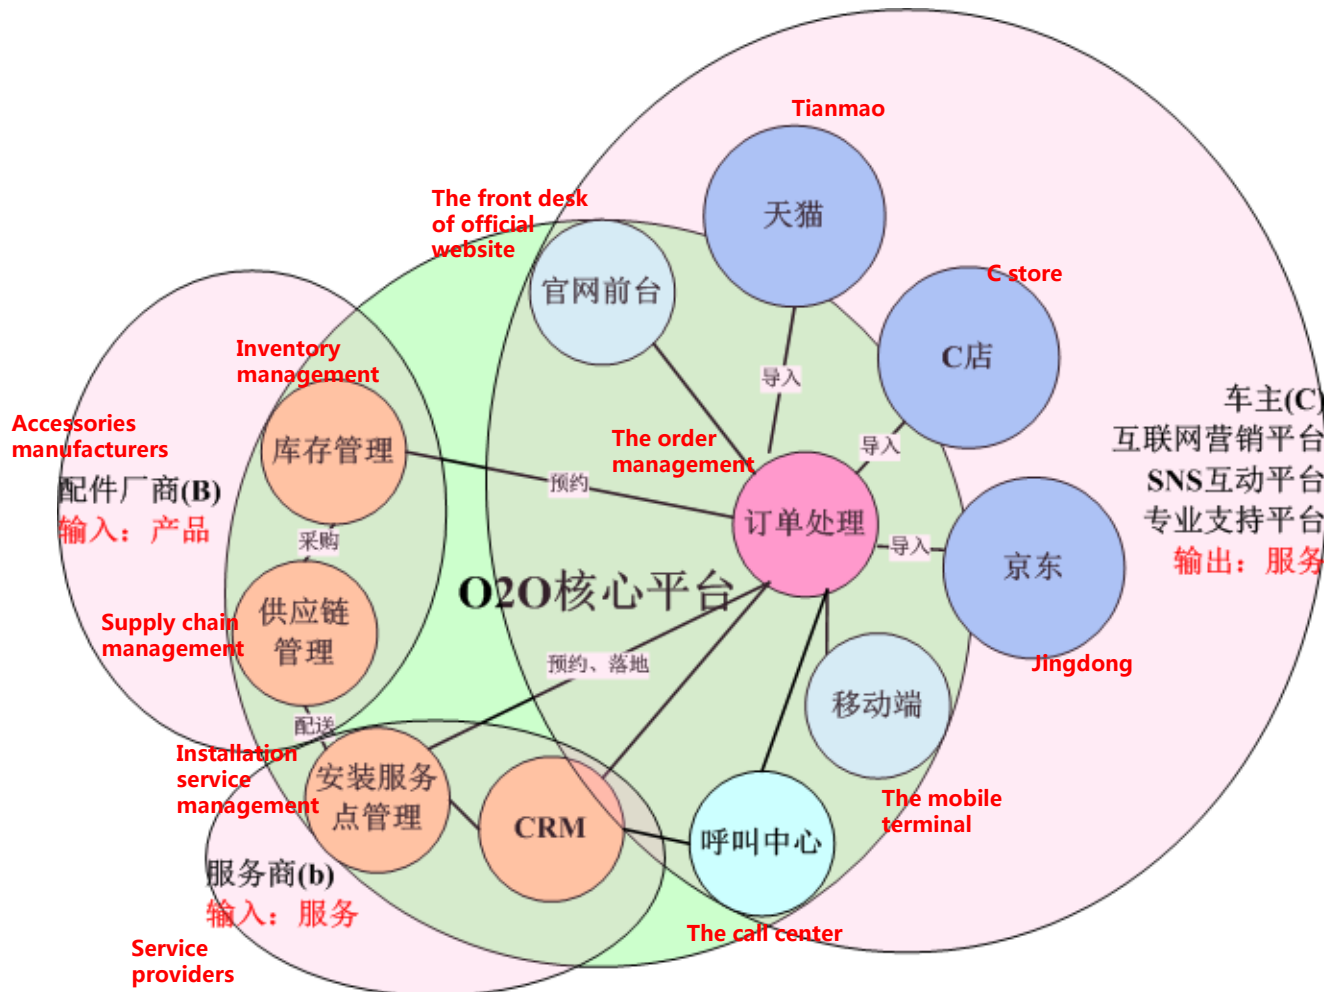 Tianmao
天猫
The front desk
of official
website
官网前台
C store
C店
导入
Inventory
management
库存管理
Accessories
manufacturers
配件厂商(B)
输入：产品
车主(C)
互联网营销平台
SNS互动平台
专业支持平台
输出：服务
The order
management
导入
预约
订单处理
导入
京东
Jingdong
采购
O2O核心平台
供应链
管理
Supply chain
management
预约、落地
移动端
The mobile
terminal
配送
Installation
service
management
安装服务
点管理
CRM
呼叫中心
The call center
服务商(b)
输入：服务
Service
providers